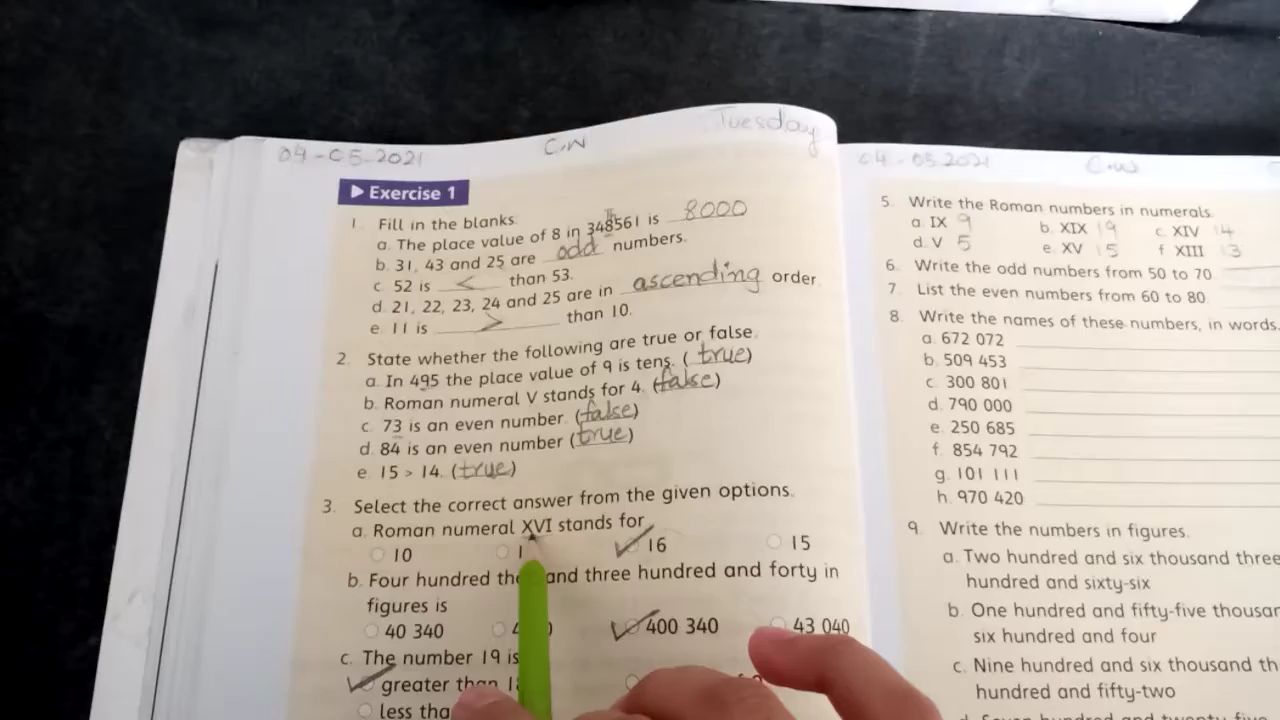 09-05-2021
C.W
Tuesday
Exercise 1
1. Fill in the blanks.
a. The place value of 8 in 348561 is 8000
b. 31, 43 and 25 are odd numbers.
c. 52 is < than 53.
d. 21, 22, 23, 24 and 25 are in ascending order.
e. 11 is > than 10.
2. State whether the following are true or false.
a. In 495 the place value of 9 is tens. (true)
b. Roman numeral V stands for 4. (false)
c. 73 is an even number. (false)
d. 84 is an even number (true)
e. 15 > 14. (true)
3. Select the correct answer from the given options.
a. Roman numeral XVI stands for
10 16 15
b. Four hundred and three hundred and forty in
figures is
40 340 400 340 43 040
c. The number 19 is
greater than
less
04-05-2021
C.W
5. Write the Roman numbers in numerals.
a. IX 9 b. XIX 19 c. XIV 14
d. V 5 e. XV 15 f. XIII 13
6. Write the odd numbers from 50 to 70
7. List the even numbers from 60 to 80.
8. Write the names of these numbers, in words.
a. 672 072
b. 509 453
c. 300 801
d. 790 000
e. 250 685
f. 854 792
g. 101 111
h. 970 420
9. Write the numbers in figures.
a. Two hundred and six thousand three
hundred and sixty-six
b. One hundred and fifty-five
six hundred and four
c. Nine hundred and six thousand
hundred and fifty-two